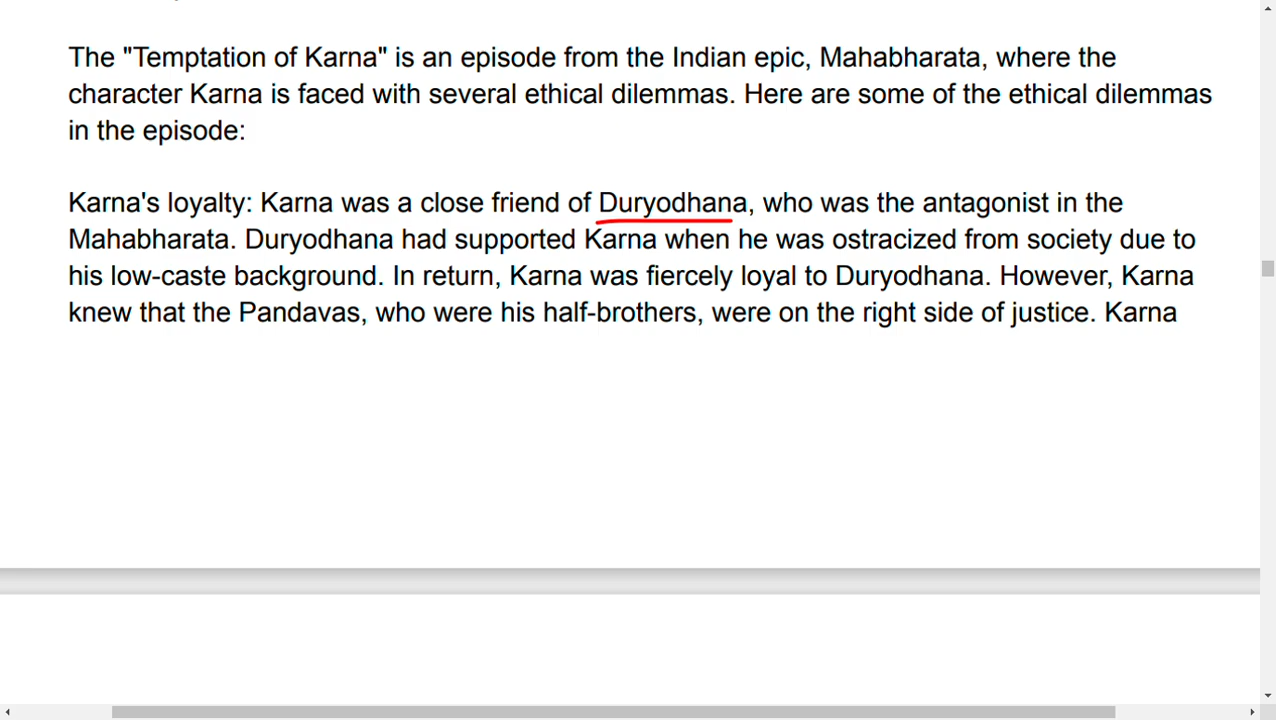 The "Temptation of Karna" is an episode from the Indian epic, Mahabharata, where the
character Karna is faced with several ethical dilemmas. Here are some of the ethical dilemmas
in the episode:
Karna's loyalty: Karna was a close friend of Duryodhana, who was the antagonist in the
Mahabharata. Duryodhana had supported Karna when he was ostracized from society due to
his low-caste background. In return, Karna was fiercely loyal to Duryodhana. However, Karna
knew that the Pandavas, who were his half-brothers, were on the right side of justice. Karna